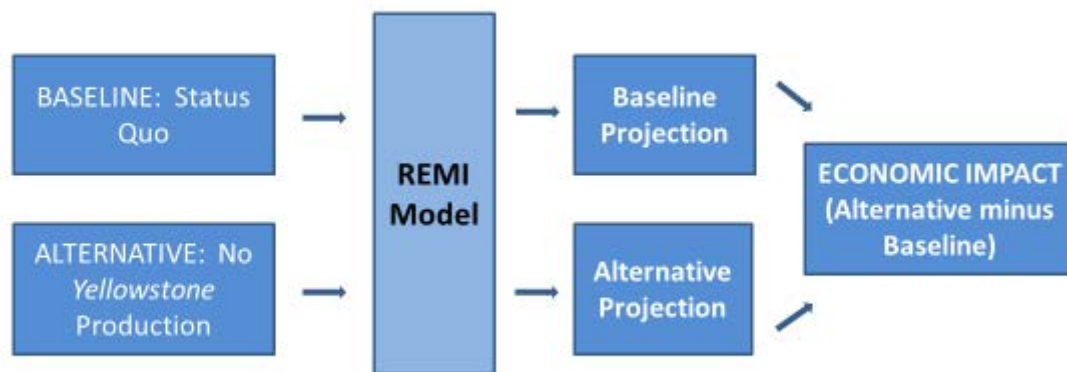 BASELINE: Status
Quo
ALTERNATIVE: No
Yellowstone
Production
REMI
Model
Baseline
Projection
Alternative
Projection
ECONOMIC IMPACT
(Alternative minus
Baseline)